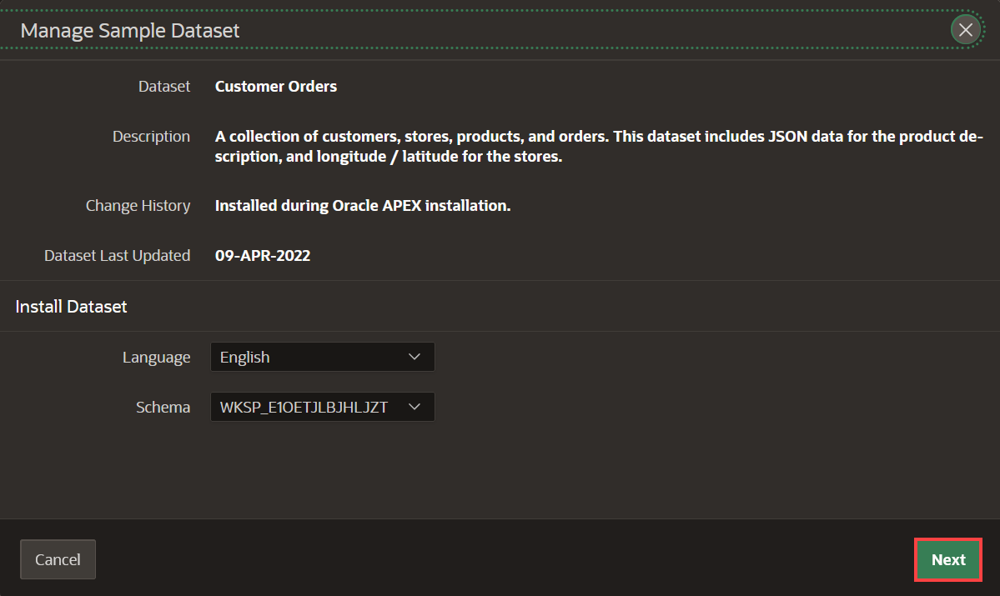 Manage Sample Dataset
Dataset Customer Orders
Description A collection of customers, stores, products, and orders. This dataset includes JSON data for the product de-
scription, and longitude / latitude for the stores.
Change History Installed during Oracle APEX installation.
Dataset Last Updated 09-APR-2022
Install Dataset
Language English
Schema WKSP_E1OETJLBJHLJZT
Cancel Next